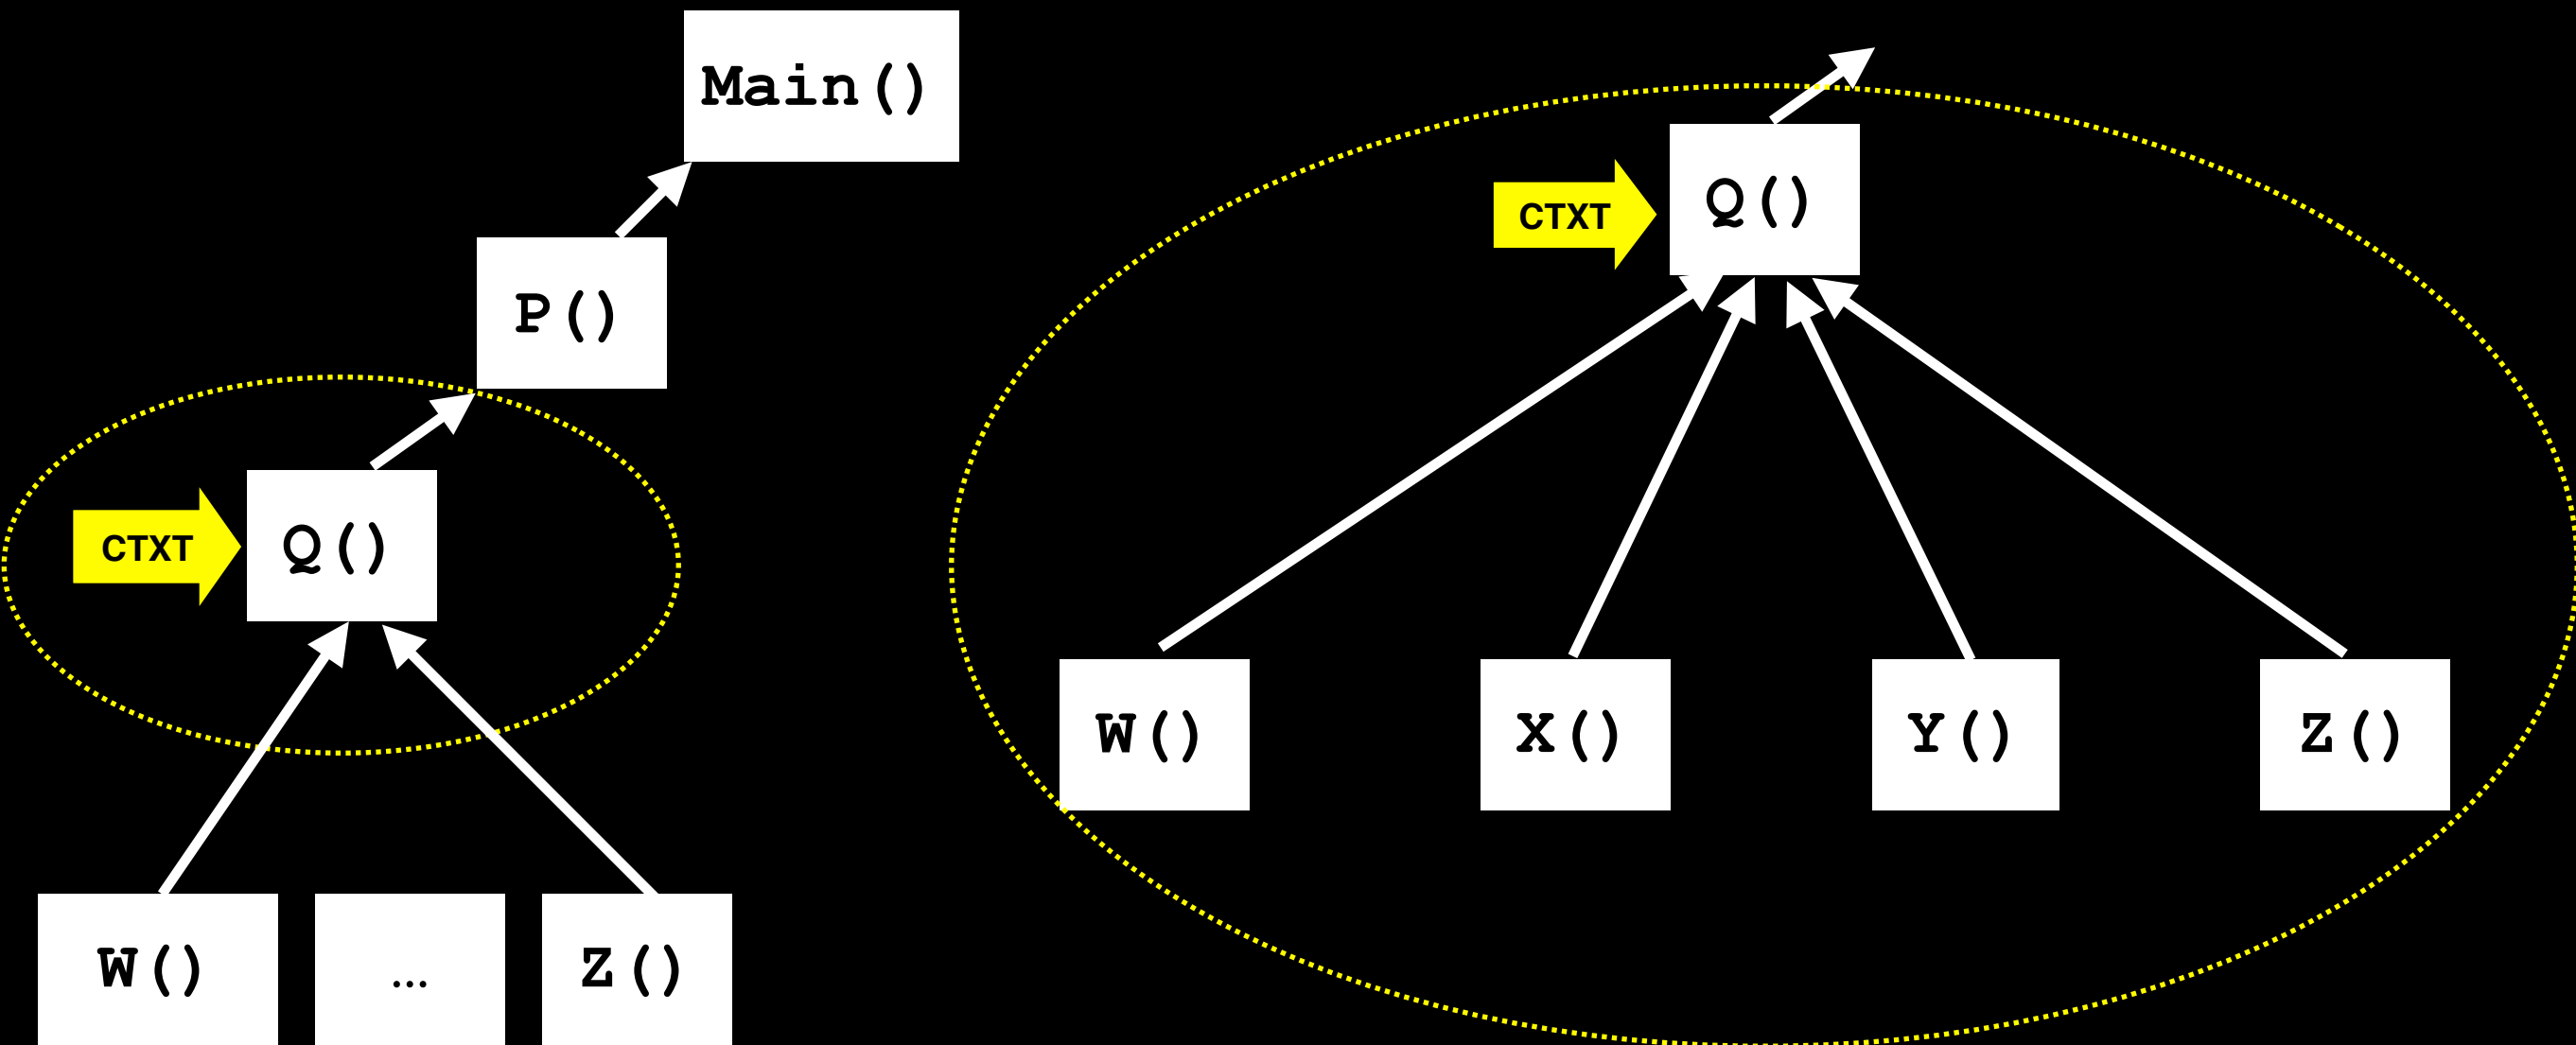 Main()
P()
CTXT
Q()
W()
...
Z()
CTXT
Q()
W()
X()
Y()
Z()